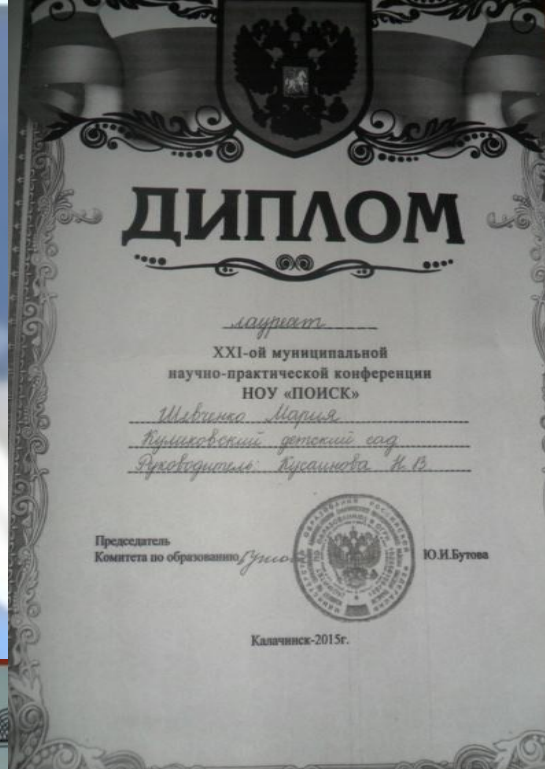 ДИПЛОМ
лауреат
XXI-ой муниципальной
научно-практической конференции
НОУ «ПОИСК»
Шевченко Мария
Куликовский детский сад
Руководитель: Кусаинова Н. В.
Председатель
Комитета по образованию
Ю.И.Бутова
Калачинск-2015г.